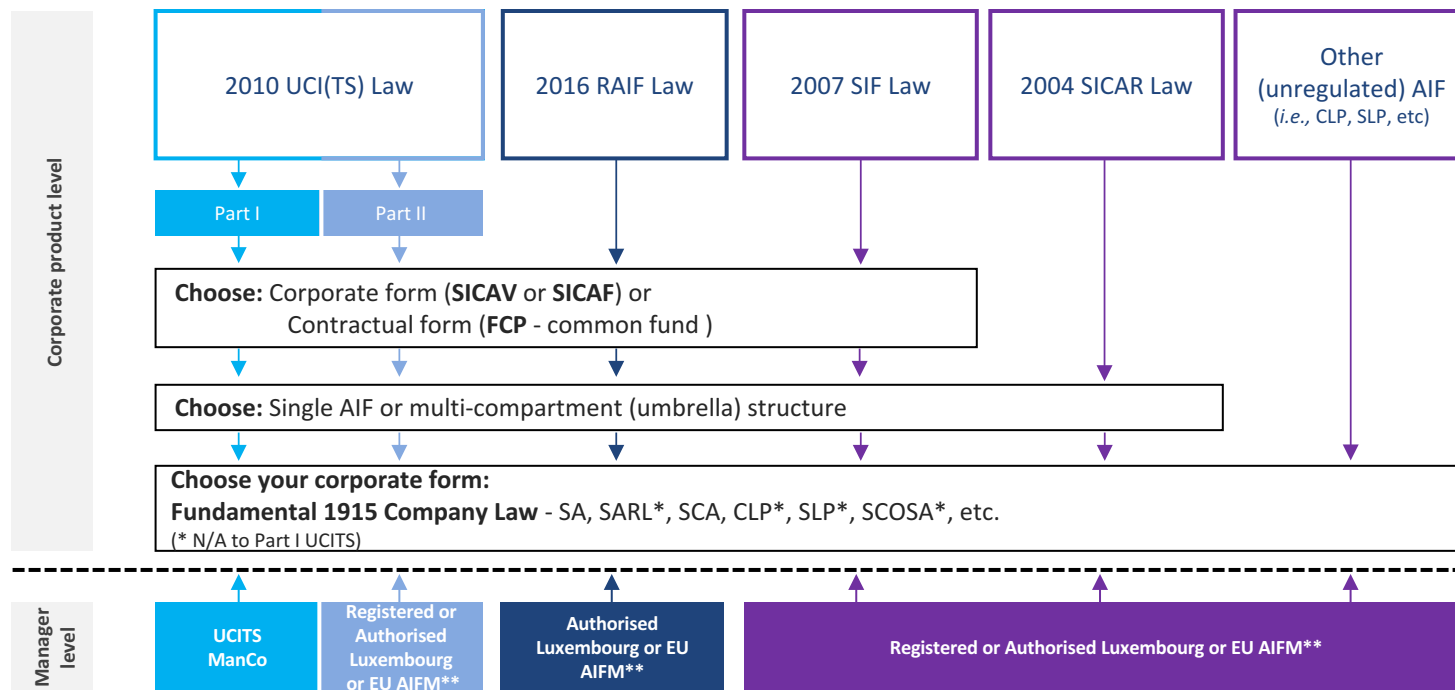 Corporate product level
2010 UCI(TS) Law
2016 RAIF Law
2007 SIF Law
2004 SICAR Law
Other
(unregulated) AIF
(i.e., CLP, SLP, etc)
Part I
Part II
Choose: Corporate form (SICAV or SICAF) or
Contractual form (FCP - common fund )
Choose: Single AIF or multi-compartment (umbrella) structure
Choose your corporate form:
Fundamental 1915 Company Law - SA, SARL*, SCA, CLP*, SLP*, SCOSA*, etc.
(* N/A to Part I UCITS)
Manager
level
UCITS
ManCo
Registered or
Authorised
Luxembourg
or EU AIFM**
Authorised
Luxembourg or EU
AIFM**
Registered or Authorised Luxembourg or EU AIFM**